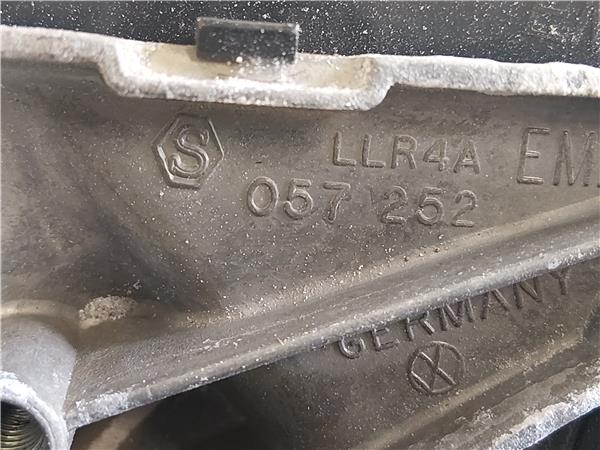 S LLR4A
057 252
GERMANY
X